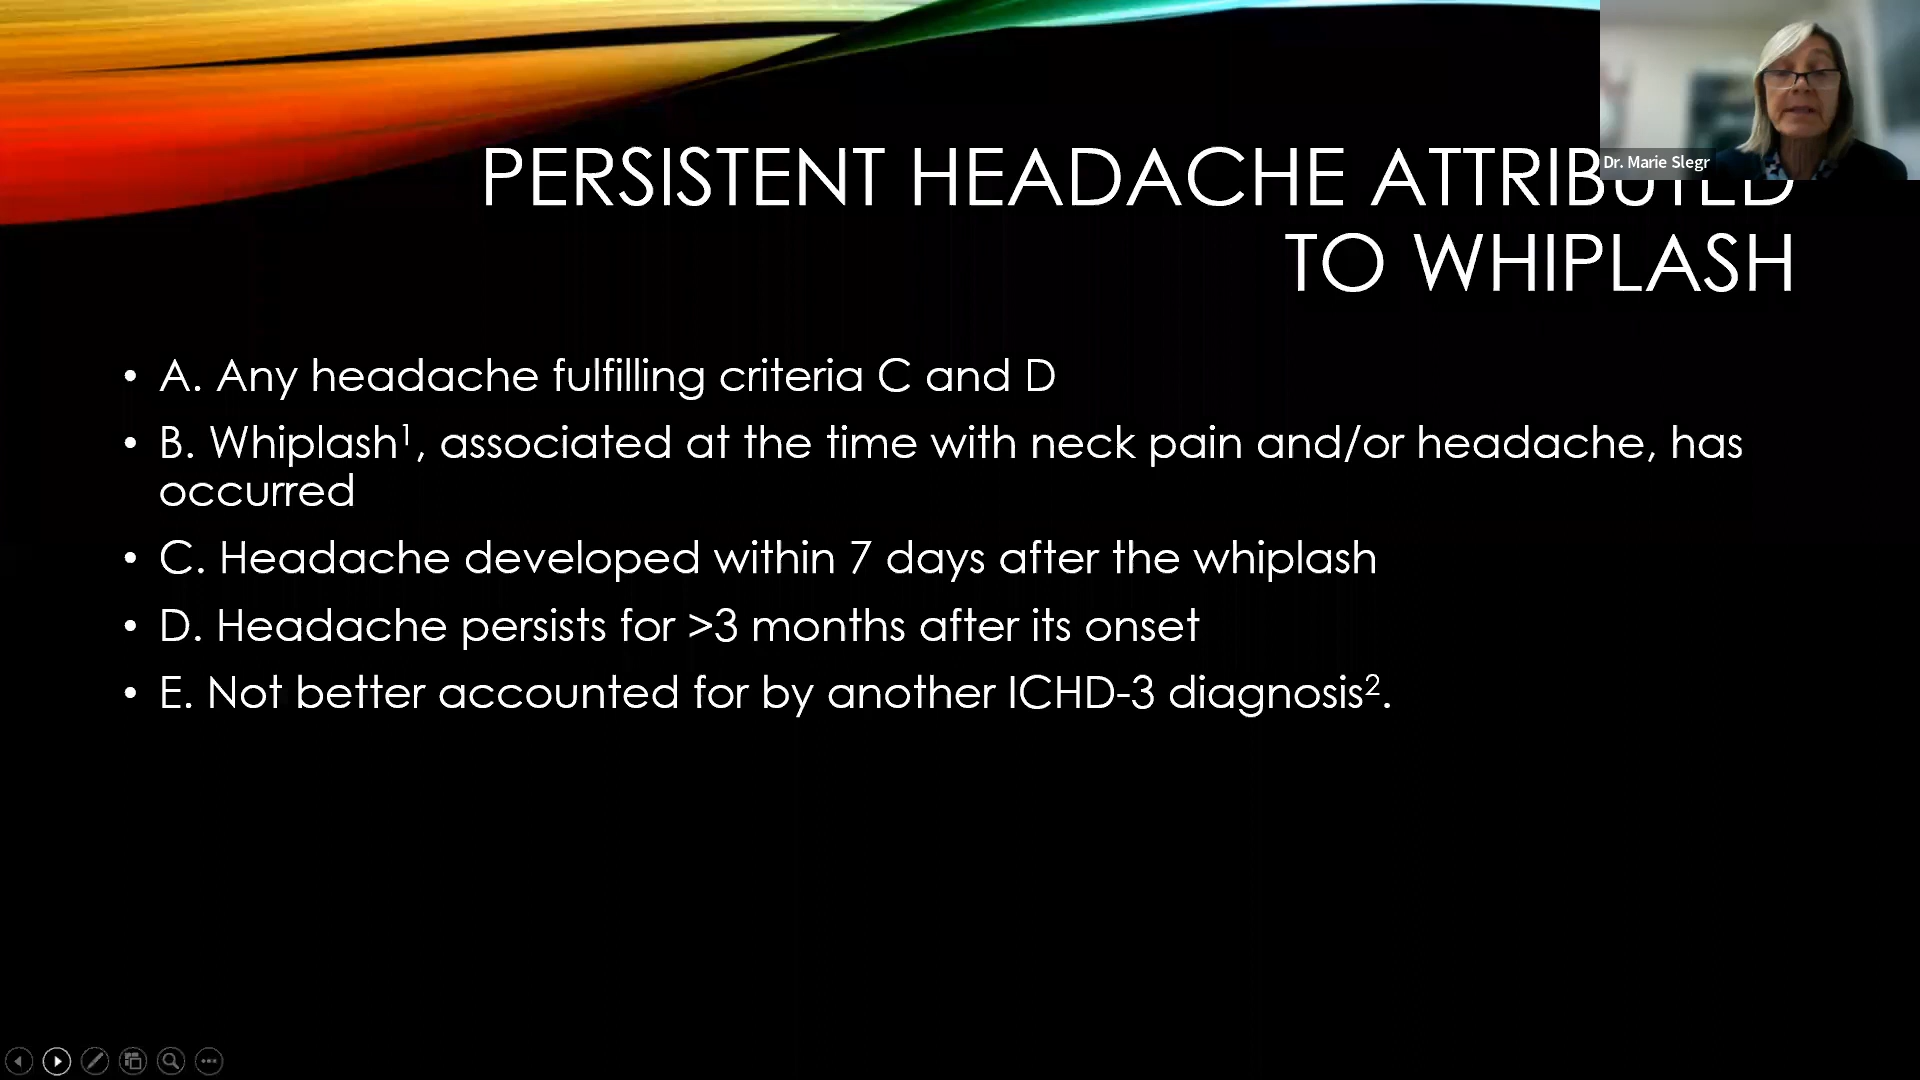 Dr. Marie Slegr
PERSISTENT HEADACHE ATTRIBUTED
TO WHIPLASH
• A. Any headache fulfilling criteria C and D
• B. Whiplash¹, associated at the time with neck pain and/or headache, has
occurred
• C. Headache developed within 7 days after the whiplash
• D. Headache persists for >3 months after its onset
• E. Not better accounted for by another ICHD-3 diagnosis².